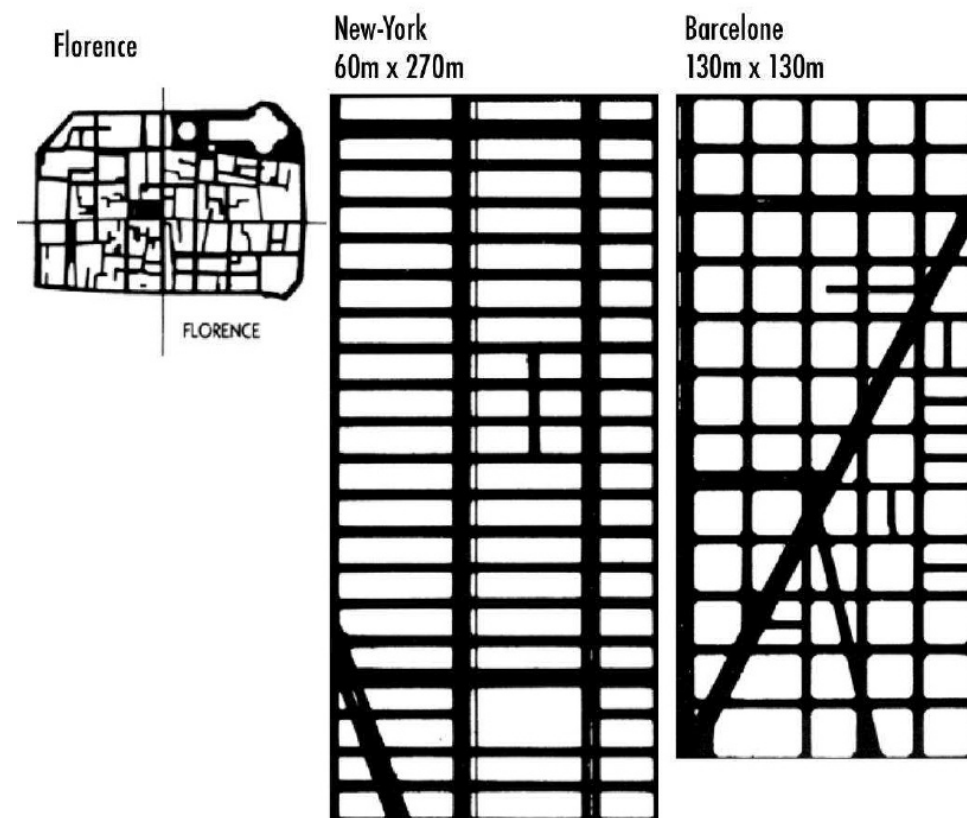 Florence
FLORENCE
New-York
60m x 270m
Barcelone
130m x 130m